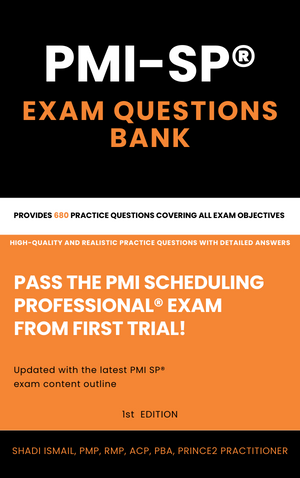 PMI-SP®
EXAM QUESTIONS
BANK
PROVIDES 680 PRACTICE QUESTIONS COVERING ALL EXAM OBJECTIVES
HIGH-QUALITY AND REALISTIC PRACTICE QUESTIONS WITH DETAILED ANSWERS
PASS THE PMI SCHEDULING
PROFESSIONAL® EXAM
FROM FIRST TRIAL!
Updated with the latest PMI SP®
exam content outline
1st EDITION
SHADI ISMAIL, PMP, RMP, ACP, PBA, PRINCE2 PRACTITIONER